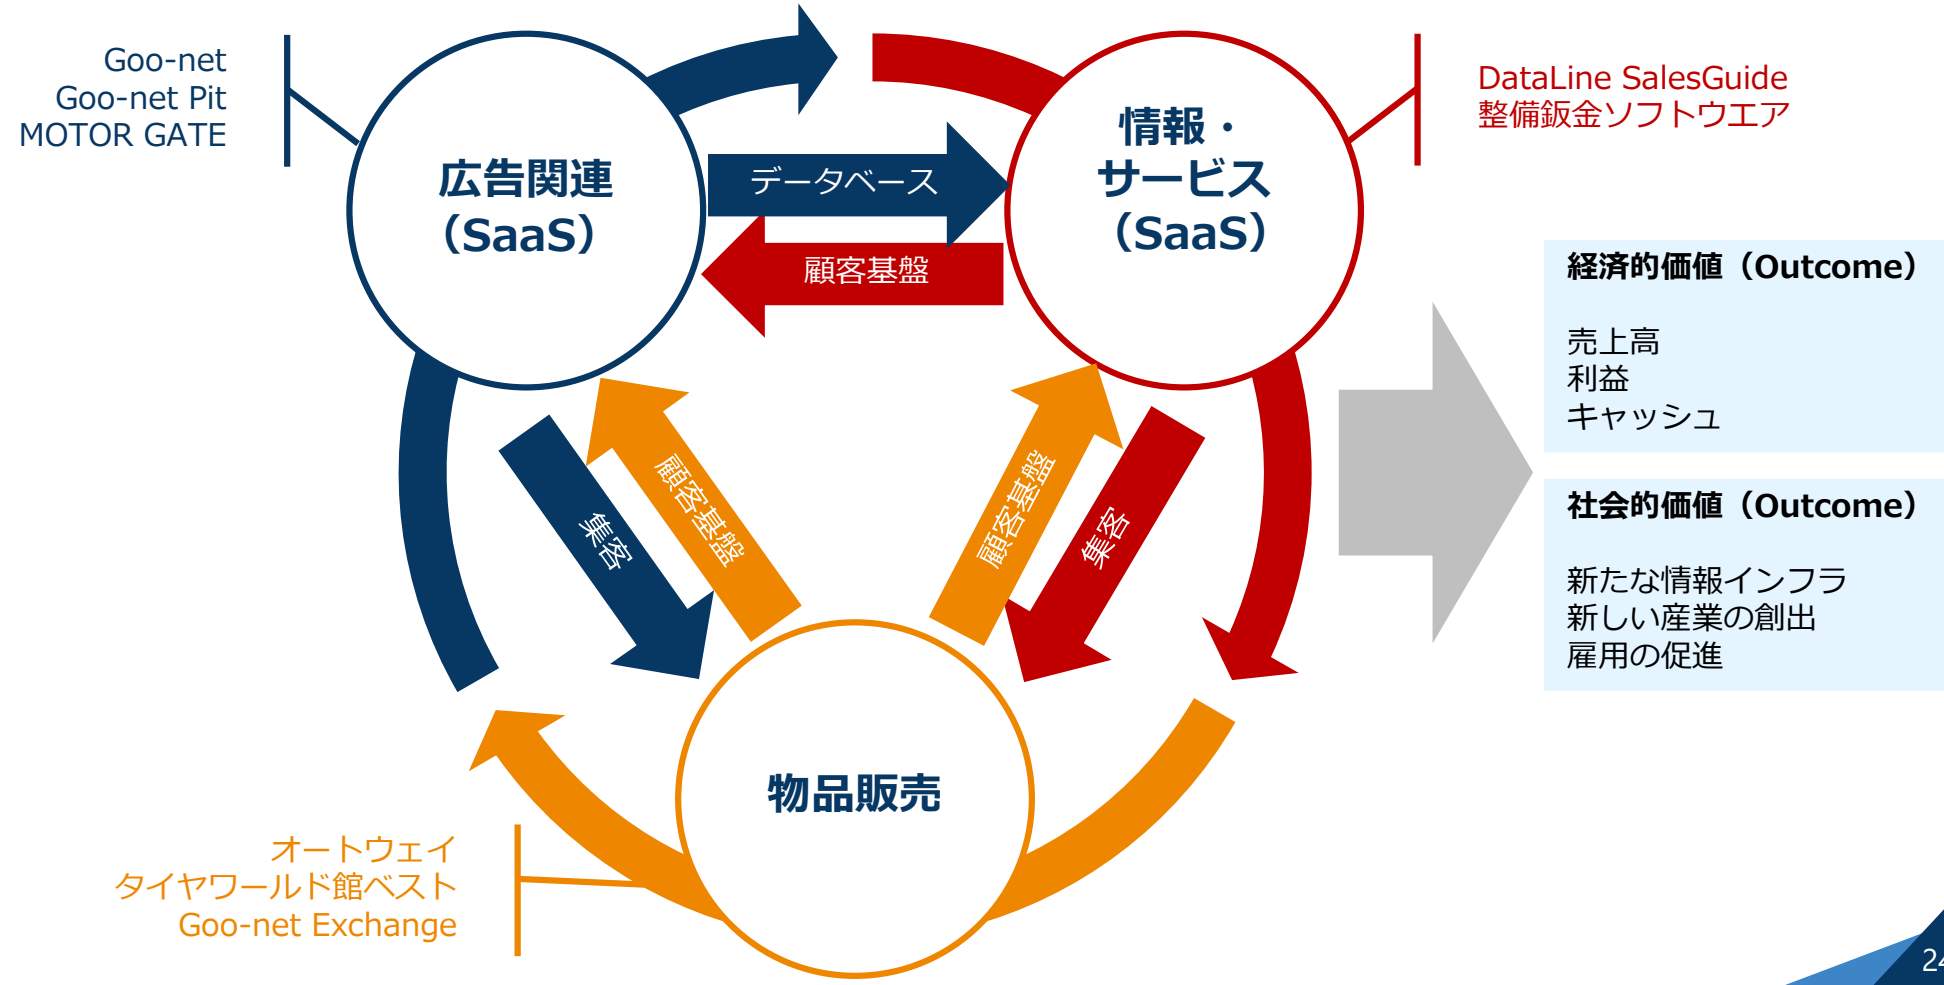 Goo-net
Goo-net Pit
MOTOR GATE
広告関連
（SaaS）
データベース
顧客基盤
情報・
サービス
（SaaS）
DataLine SalesGuide
整備鈑金ソフトウエア
集客
顧客基盤
顧客基盤
集客
物品販売
オートウェイ
タイヤワールド館ベスト
Goo-net Exchange
経済的価値（Outcome）
売上高
利益
キャッシュ
社会的価値（Outcome）
新たな情報インフラ
新しい産業の創出
雇用の促進
24